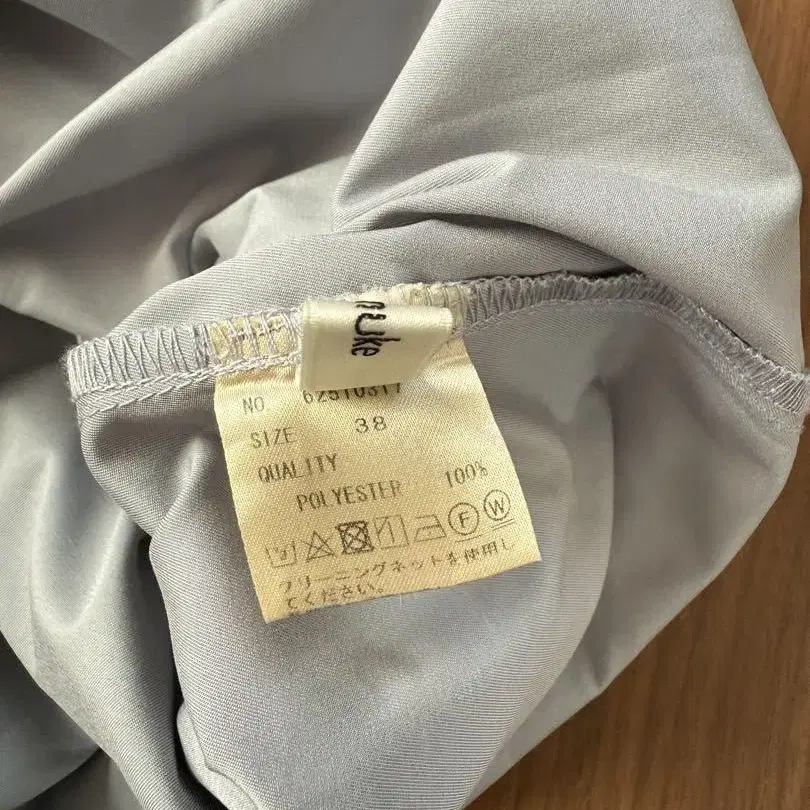 uke
NO. 62510317
SIZE 38
QUALITY
POLYESTER 100%
F W
クリーニングネットを使用し
てください。